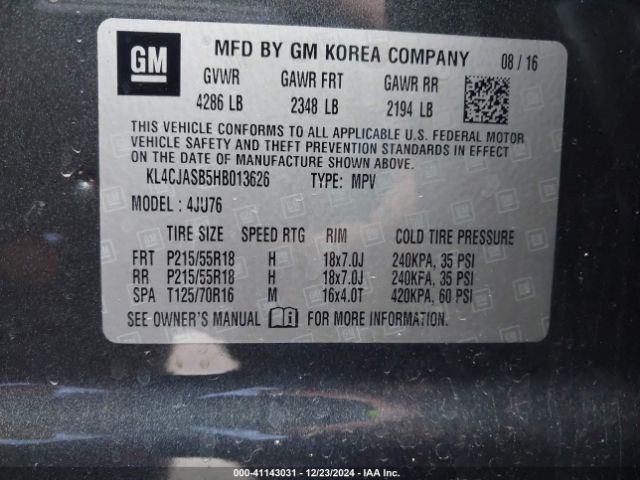 GM MFD BY GM KOREA COMPANY 08 / 16
GVWR GAWR FRT GAWR RR
4286 LB 2348 LB 2194 LB
THIS VEHICLE CONFORMS TO ALL APPLICABLE U.S. FEDERAL MOTOR
VEHICLE SAFETY AND THEFT PREVENTION STANDARDS IN EFFECT
ON THE DATE OF MANUFACTURE SHOWN ABOVE.
KL4CJASB5HB013626 TYPE: MPV
MODEL : 4JU76
TIRE SIZE SPEED RTG RIM COLD TIRE PRESSURE
FRT P215/55R18 H 18x7.0J 240KPA, 35 PSI
RR P215/55R18 H 18x7.0J 240KPA, 35 PSI
SPA T125/70R16 M 16x4.0T 420KPA, 60 PSI
SEE OWNER'S MANUAL FOR MORE INFORMATION.
000-41143031 - 12/23/2024 - IAA Inc.